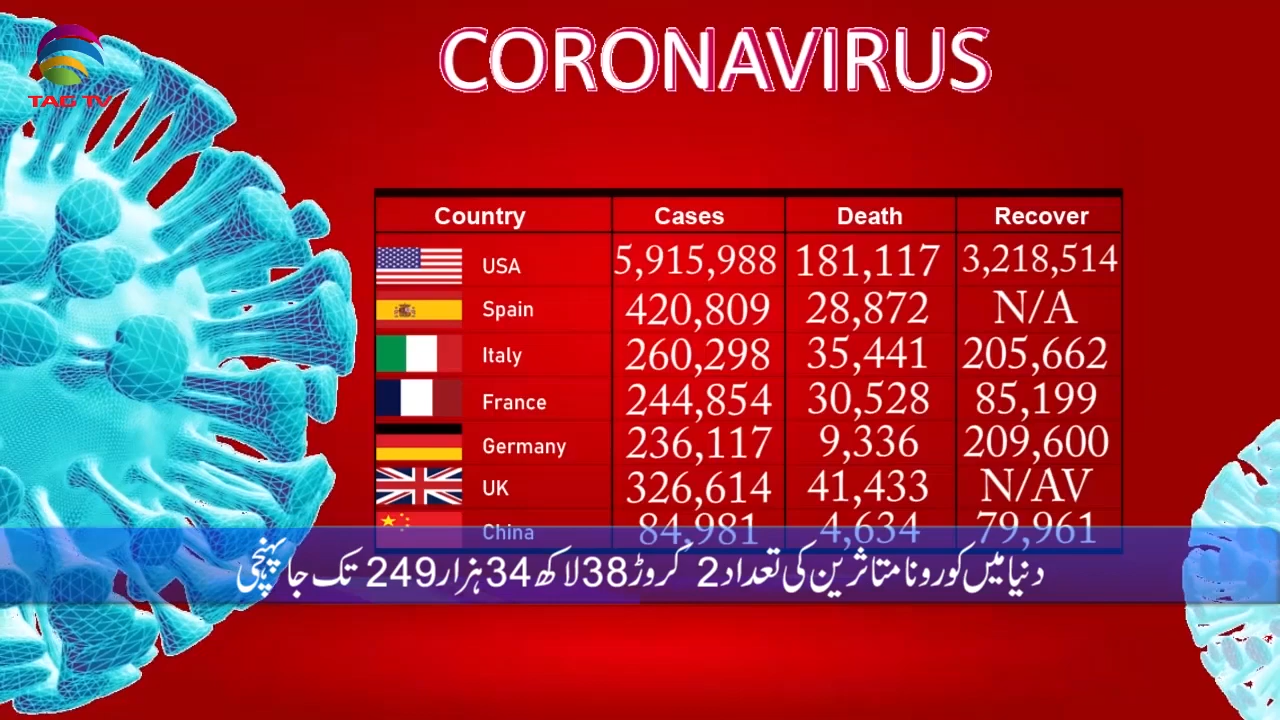 TAG TV
CORONAVIRUS
Country Cases Death Recover
USA 5,915,988 181,117 3,218,514
Spain 420,809 28,872 N/A
Italy 260,298 35,441 205,662
France 244,854 30,528 85,199
Germany 236,117 9,336 209,600
UK 326,614 41,433 N/AV
China 84,981 4,634 79,961
دنیا میں کورونا متاثرین کی تعداد 2 کروڑ 38 لاکھ 34 ہزار 249 تک جا پہنچی